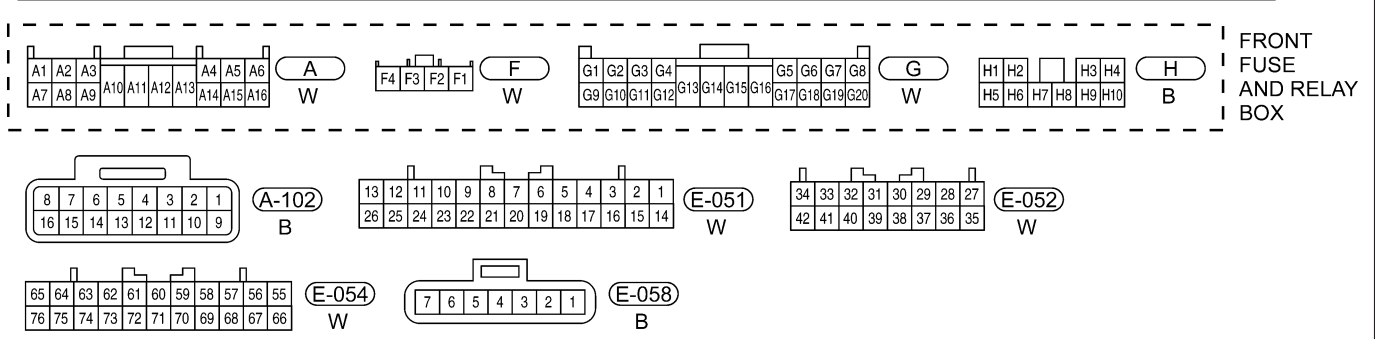 A1 A2 A3 A4 A5 A6
A10 A11 A12 A13
A7 A8 A9 A14 A15 A16
A
W
F4 F3 F2 F1
F
W
G1 G2 G3 G4 G5 G6 G7 G8
G13 G14 G15 G16
G9 G10 G11 G12 G17 G18 G19 G20
G
W
H1 H2 H3 H4
H5 H6 H7 H8 H9 H10
H
B
FRONT
FUSE
AND RELAY
BOX
8 7 6 5 4 3 2 1
16 15 14 13 12 11 10 9
A-102
B
13 12 11 10 9 8 7 6 5 4 3 2 1
26 25 24 23 22 21 20 19 18 17 16 15 14
E-051
W
34 33 32 31 30 29 28 27
42 41 40 39 38 37 36 35
E-052
W
65 64 63 62 61 60 59 58 57 56 55
76 75 74 73 72 71 70 69 68 67 66
E-054
W
7 6 5 4 3 2 1
E-058
B